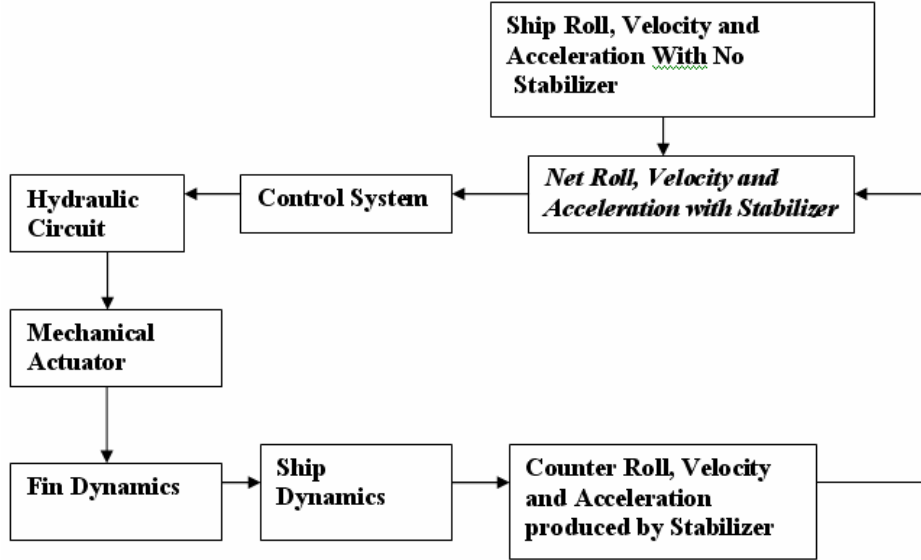 Ship Roll, Velocity and
Acceleration With No
Stabilizer
Net Roll, Velocity and
Acceleration with Stabilizer
Control System
Hydraulic
Circuit
Mechanical
Actuator
Fin Dynamics
Ship
Dynamics
Counter Roll, Velocity
and Acceleration
produced by Stabilizer